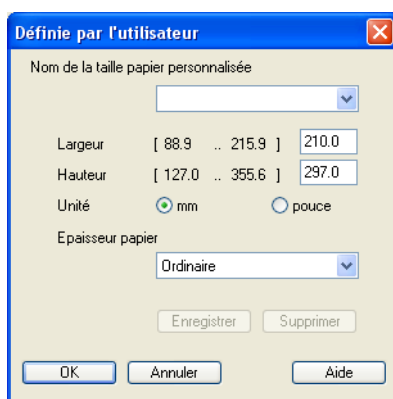 Définie par l'utilisateur
Nom de la taille papier personnalisée
Largeur [ 88.9 .. 215.9 ] 210.0
Hauteur [ 127.0 .. 355.6 ] 297.0
Unité mm pouce
Epaisseur papier
Ordinaire
Enregistrer Supprimer
OK Annuler Aide